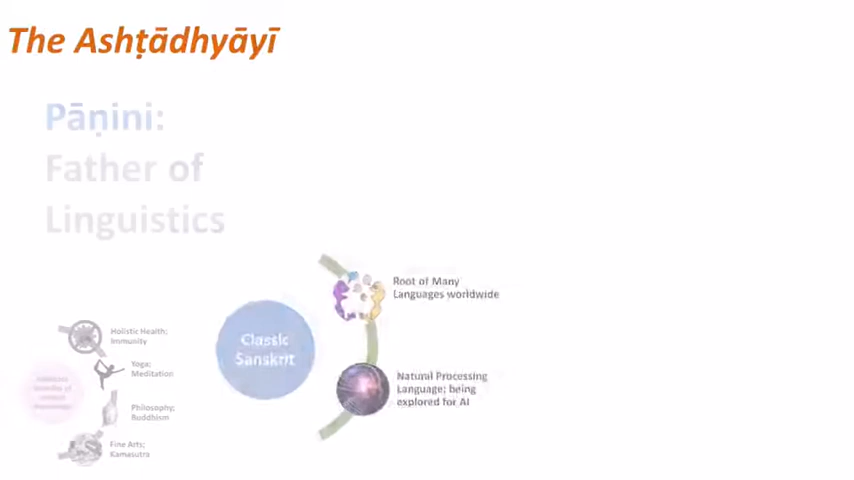 The Ashṭādhyāyī
Pāṇini:
Father of
Linguistics
Root of Many
Languages worldwide
Classic
Sanskrit
Natural Processing
Language; being
explored for AI
Holistic Health;
Immunity
Yoga;
Meditation
Philosophy;
Buddhism
Fine Arts;
Kamasutra